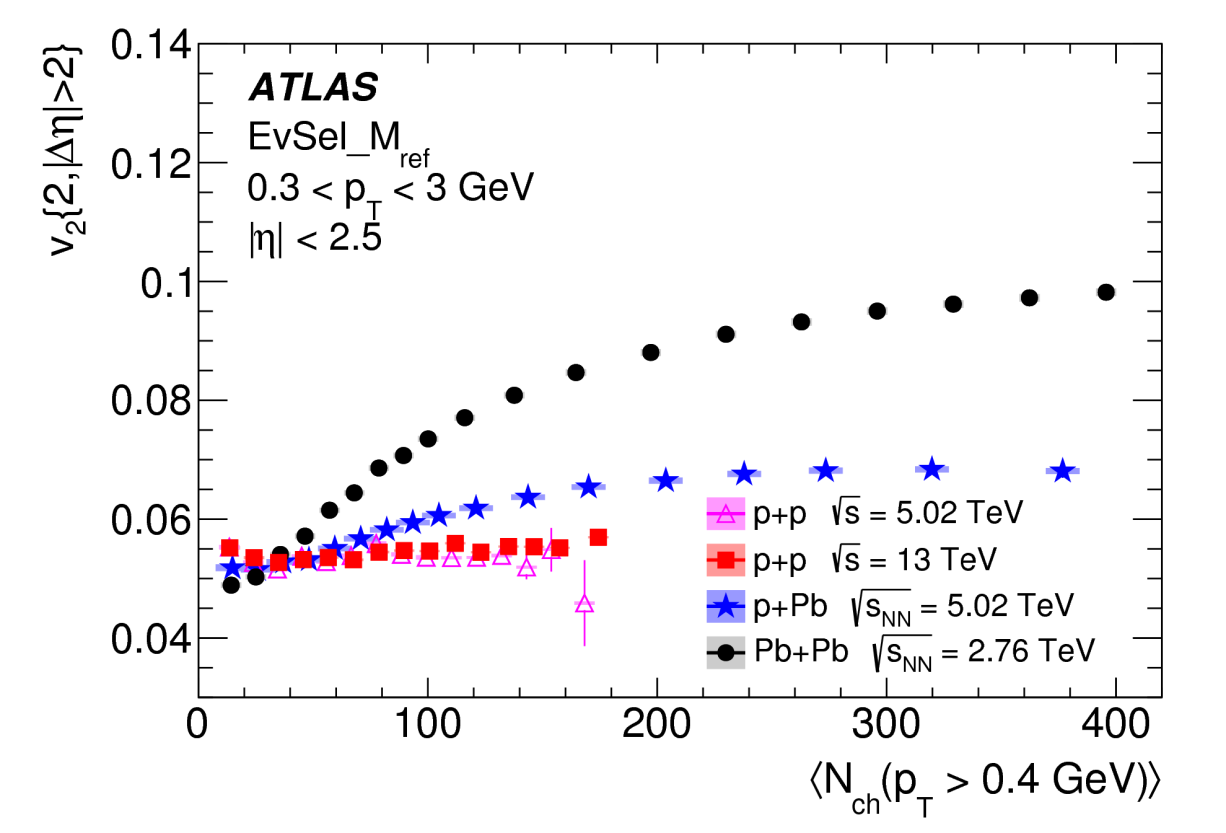 v2{2,|Δη|>2}
0.14
0.12
0.1
0.08
0.06
0.04
ATLAS
EvSel_Mref
0.3 < pT < 3 GeV
|η| < 2.5
p+p √s = 5.02 TeV
p+p √s = 13 TeV
p+Pb √sNN = 5.02 TeV
Pb+Pb √sNN = 2.76 TeV
0 100 200 300 400
⟨Nch(pT > 0.4 GeV)⟩